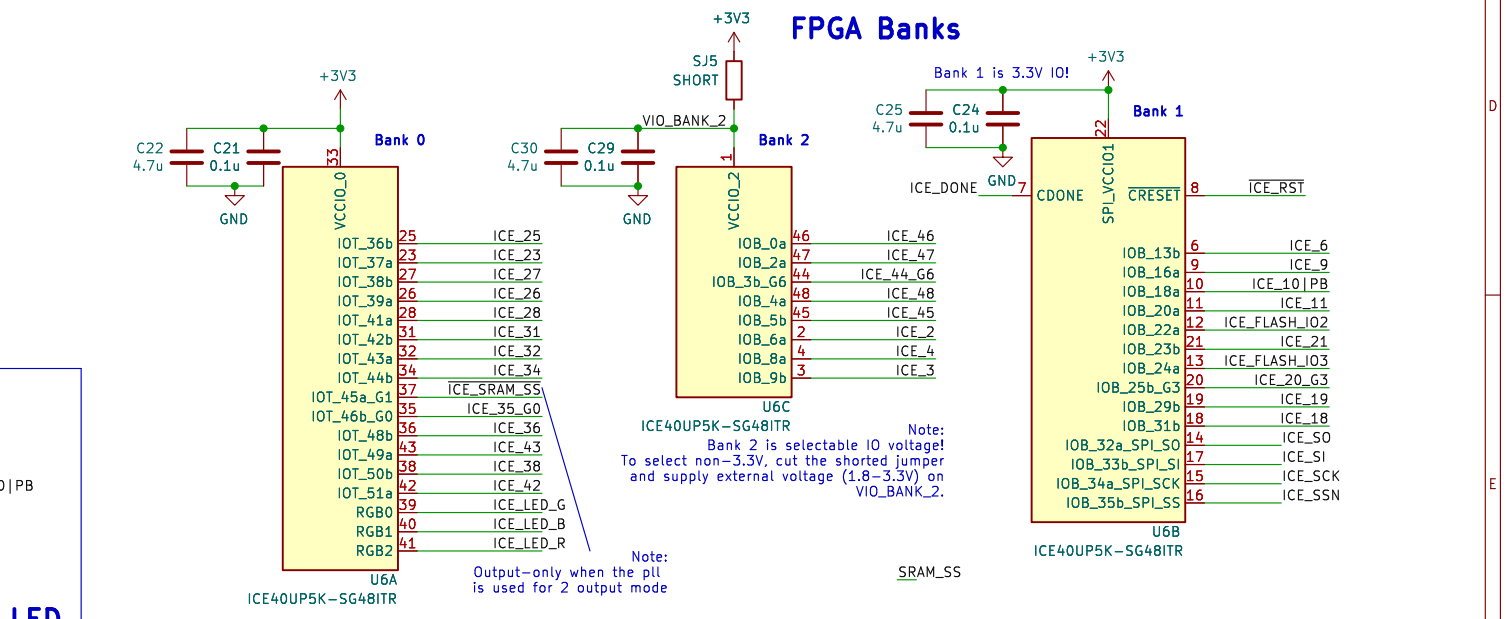 FPGA Banks
+3V3
C22
4.7u
C21
0.1u
GND
Bank 0
33
VCCIO_0
IOT_36b 25 ICE_25
IOT_37a 23 ICE_23
IOT_38b 27 ICE_27
IOT_39a 26 ICE_26
IOT_41a 28 ICE_28
IOT_42b 31 ICE_31
IOT_43a 32 ICE_32
IOT_44b 34 ICE_34
IOT_45a_G1 37 ICE_SRAM_SS
IOT_46b_G0 35 ICE_35_G0
IOT_48b 36 ICE_36
IOT_49a 43 ICE_43
IOT_50b 38 ICE_38
IOT_51a 42 ICE_42
RGB0 39 ICE_LED_G
RGB1 40 ICE_LED_B
RGB2 41 ICE_LED_R
U6A
ICE40UP5K-SG48ITR
Note:
Output-only when the pll
is used for 2 output mode
+3V3
SJ5
SHORT
VIO_BANK_2
C30
4.7u
C29
0.1u
GND
Bank 2
1
VCCIO_2
IOB_0a 46 ICE_46
IOB_2a 47 ICE_47
IOB_3b_G6 44 ICE_44_G6
IOB_4a 48 ICE_48
IOB_5b 45 ICE_45
IOB_6a 2 ICE_2
IOB_8a 4 ICE_4
IOB_9b 3 ICE_3
U6C
ICE40UP5K-SG48ITR
Note:
Bank 2 is selectable IO voltage!
To select non-3.3V, cut the shorted jumper
and supply external voltage (1.8-3.3V) on
VIO_BANK_2.
Bank 1 is 3.3V IO!
+3V3
C25
4.7u
C24
0.1u
GND
Bank 1
22
SPI_VCCIO1
ICE_DONE 7 CDONE
CRESET 8 ICE_RST
IOB_13b 6 ICE_6
IOB_16a 9 ICE_9
IOB_18a 10 ICE_10|PB
IOB_20a 11 ICE_11
IOB_22a 12 ICE_FLASH_IO2
IOB_23b 21 ICE_21
IOB_24a 13 ICE_FLASH_IO3
IOB_25b_G3 20 ICE_20_G3
IOB_29b 19 ICE_19
IOB_31b 18 ICE_18
IOB_32a_SPI_SO 14 ICE_SO
IOB_33b_SPI_SI 17 ICE_SI
IOB_34a_SPI_SCK 15 ICE_SCK
IOB_35b_SPI_SS 16 ICE_SSN
U6B
ICE40UP5K-SG48ITR
SRAM_SS
D
E
|PB
LED